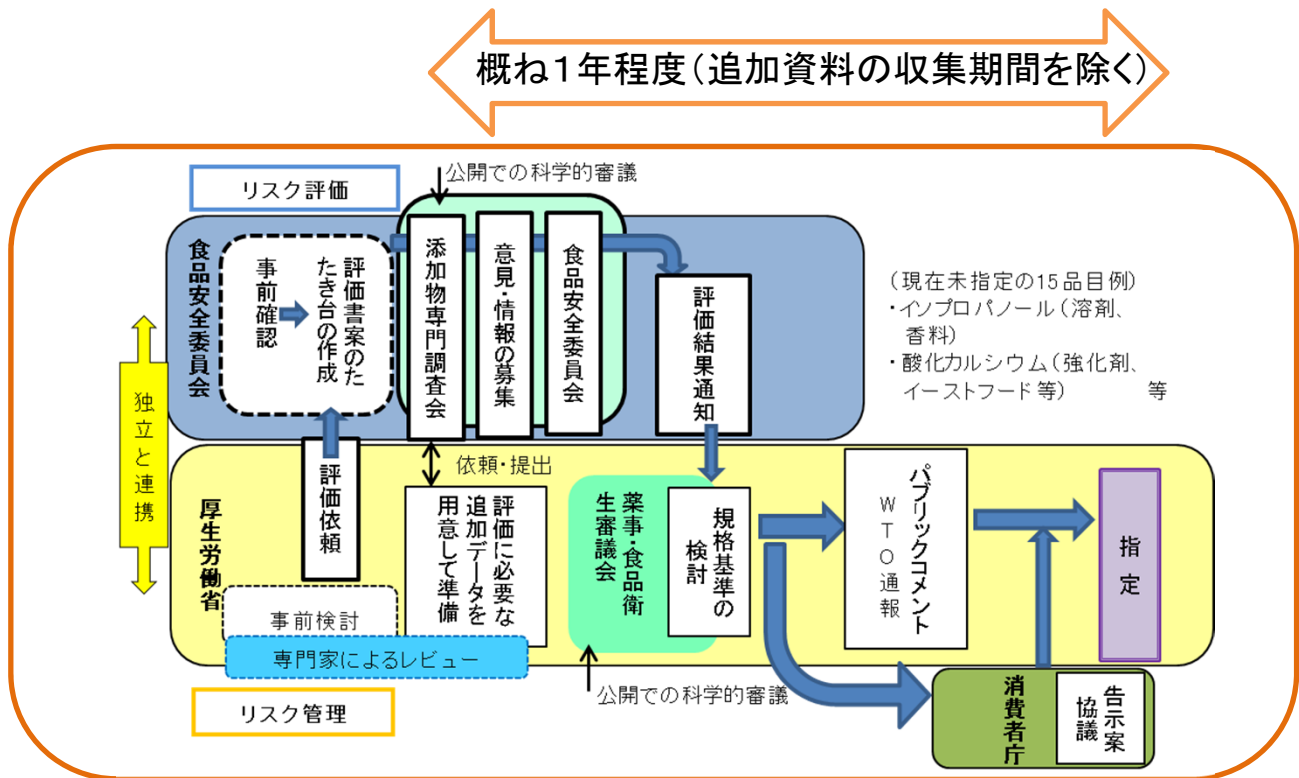 概ね1年程度(追加資料の収集期間を除く)
リスク評価
公開での科学的審議
食品安全委員会
事前確認
評価書案のた
たき台の作成
添加物専門調査会
意見・情報の募集
食品安全委員会
評価結果通知
(現在未指定の15品目例)
・イソプロパノール(溶剤、
香料)
・酸化カルシウム(強化剤、
イーストフード等) 等
独立と連携
厚生労働省
評価依頼
依頼・提出
評価に必要な
追加データを
用意して準備
薬事・食品衛
生審議会
規格基準の
検討
パブリックコメント
WTO通報
指定
事前検討
専門家によるレビュー
公開での科学的審議
リスク管理
消費者庁
告示案
協議